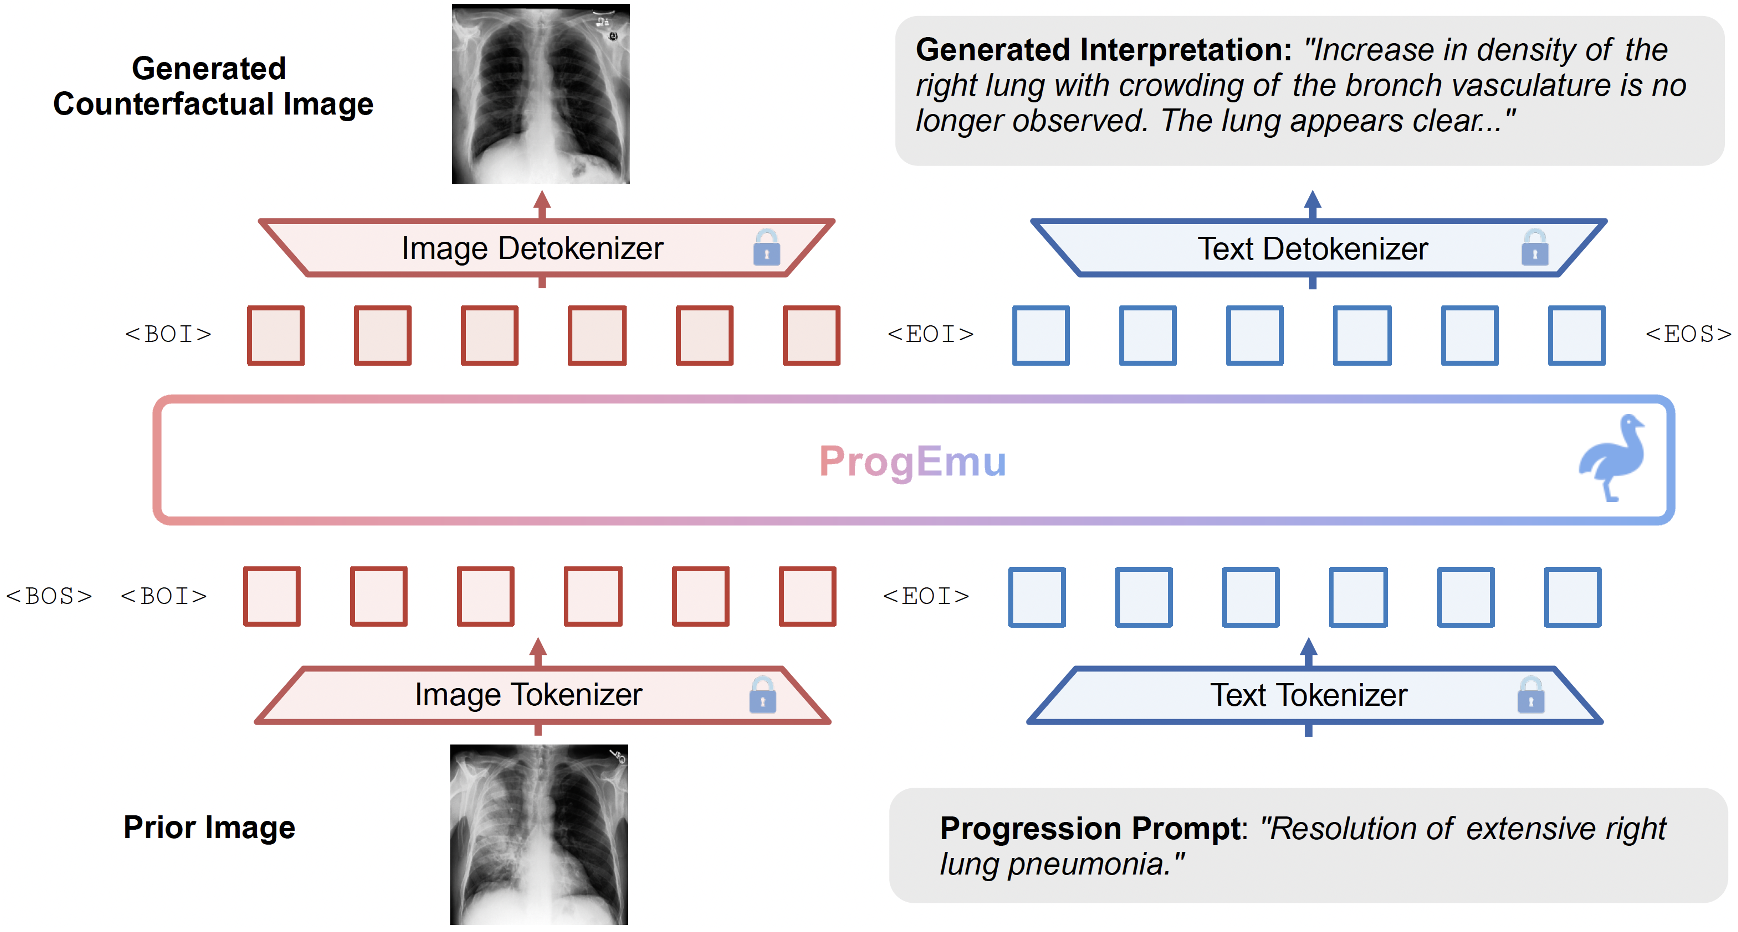 Generated
Counterfactual Image
Generated Interpretation: "Increase in density of the
right lung with crowding of the bronch vasculature is no
longer observed. The lung appears clear..."
Image Detokenizer
Text Detokenizer
<BOI>
<EOI>
<EOS>
ProgEmu
<BOS> <BOI>
<EOI>
Image Tokenizer
Text Tokenizer
Prior Image
Progression Prompt: "Resolution of extensive right
lung pneumonia."